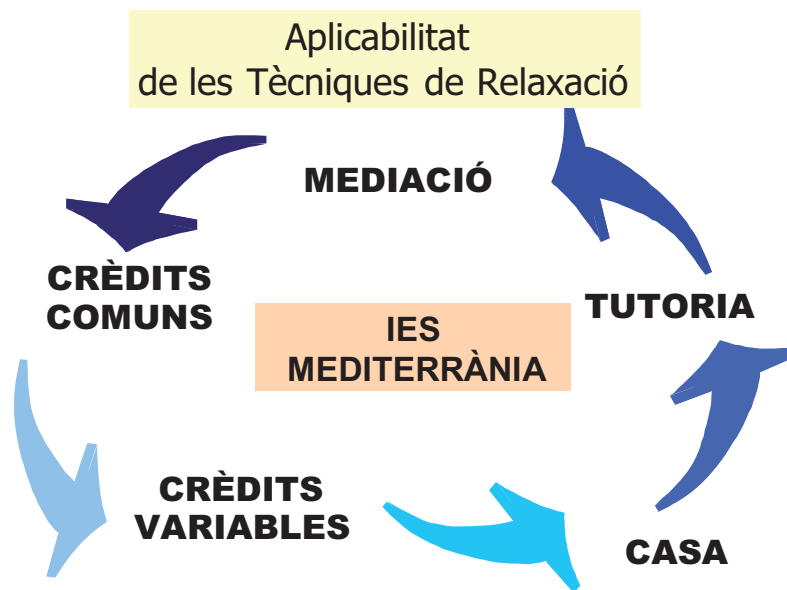 Aplicabilitat
de les Tècniques de Relaxació
MEDIACIÓ
CRÈDITS
COMUNS
TUTORIA
IES
MEDITERRÀNIA
CRÈDITS
VARIABLES
CASA